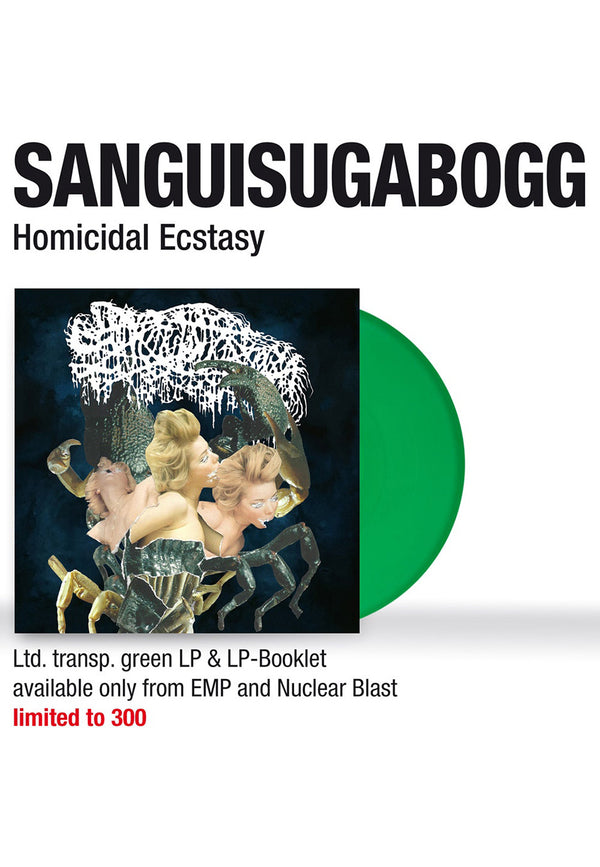 SANGUISUGABOGG
Homicidal Ecstasy
Ltd. transp. green LP & LP-Booklet
available only from EMP and Nuclear Blast
limited to 300